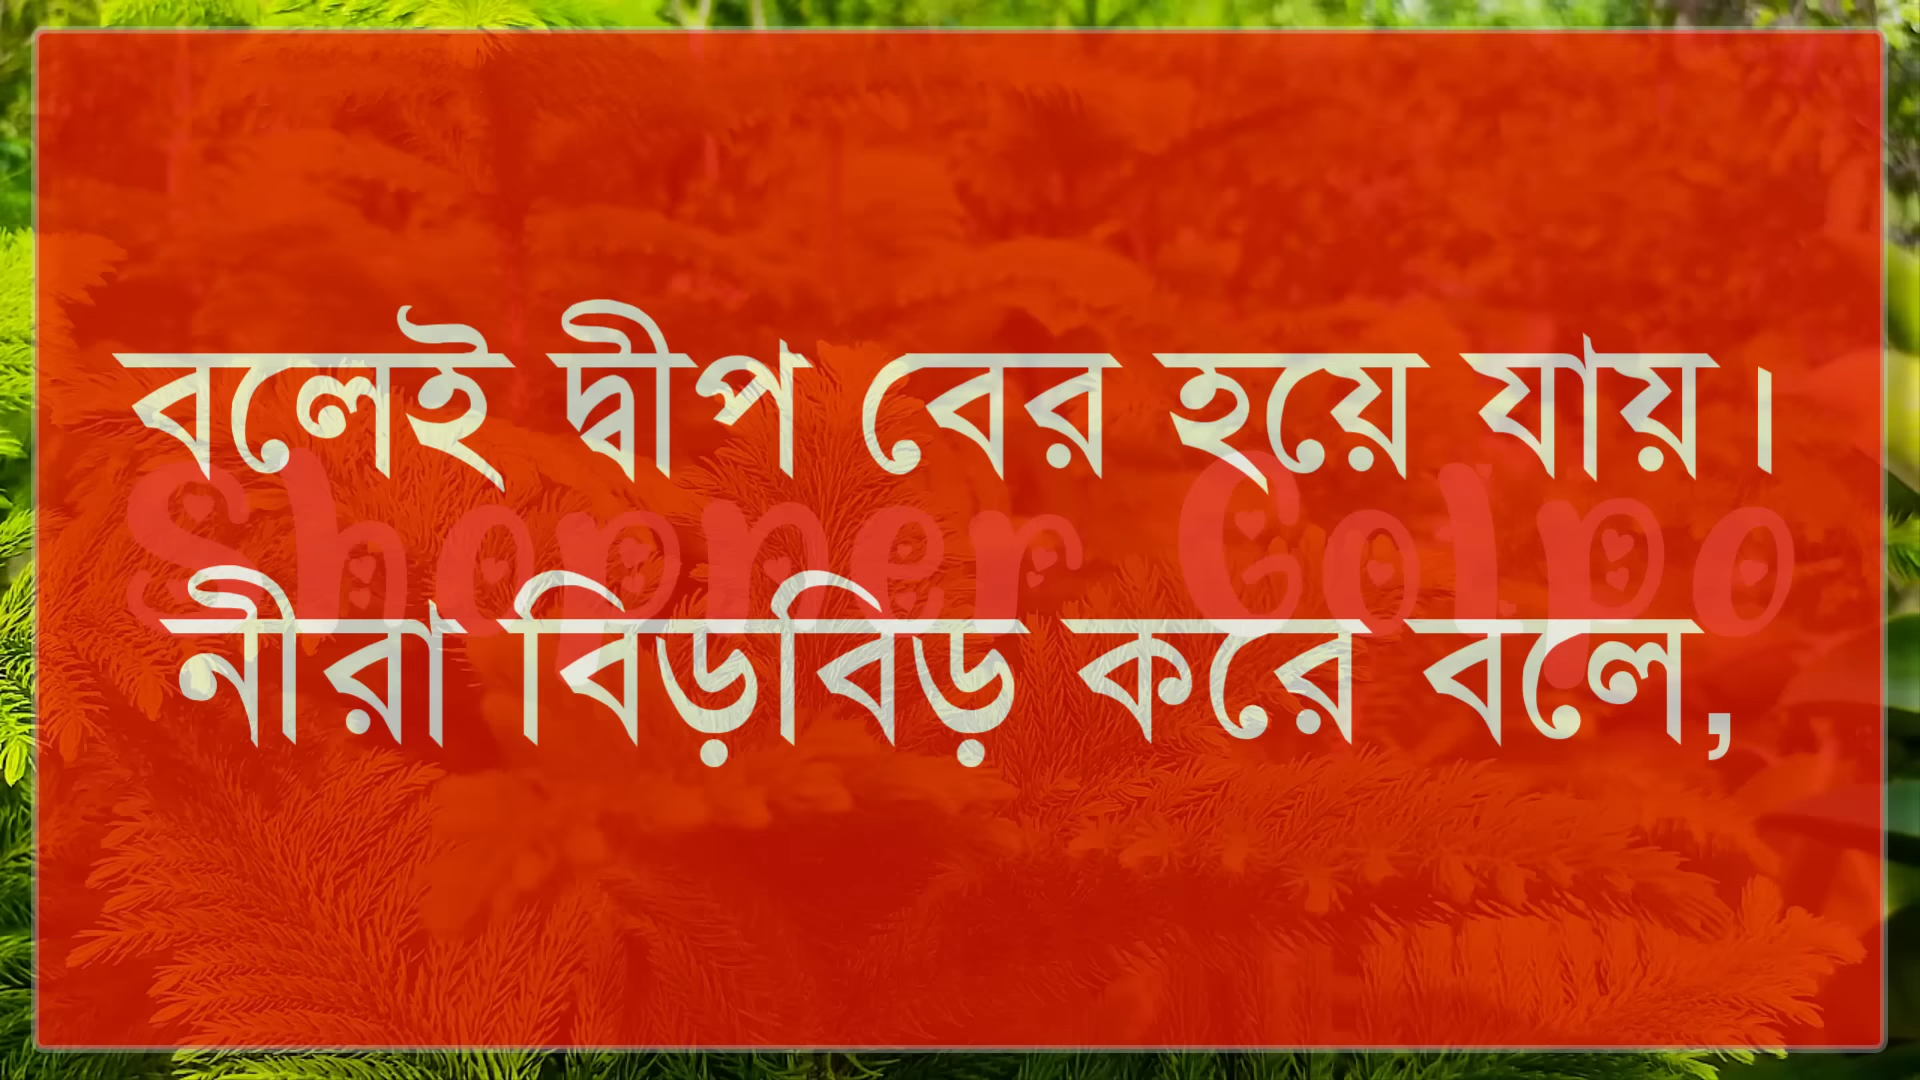 বলেই দ্বীপ বের হয়ে যায়।
Shopner Golpo
নীরা বিড়বিড় করে বলে,